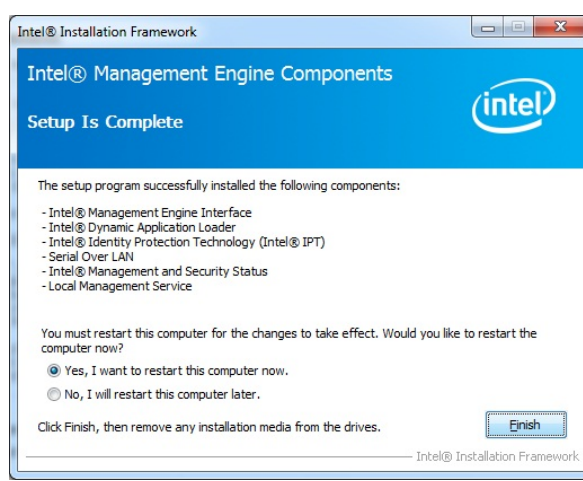 Intel® Installation Framework
Intel® Management Engine Components
Setup Is Complete
intel®
The setup program successfully installed the following components:
- Intel® Management Engine Interface
- Intel® Dynamic Application Loader
- Intel® Identity Protection Technology (Intel® IPT)
- Serial Over LAN
- Intel® Management and Security Status
- Local Management Service
You must restart this computer for the changes to take effect. Would you like to restart the
computer now?
Yes, I want to restart this computer now.
No, I will restart this computer later.
Click Finish, then remove any installation media from the drives.
Finish
Intel® Installation Framework